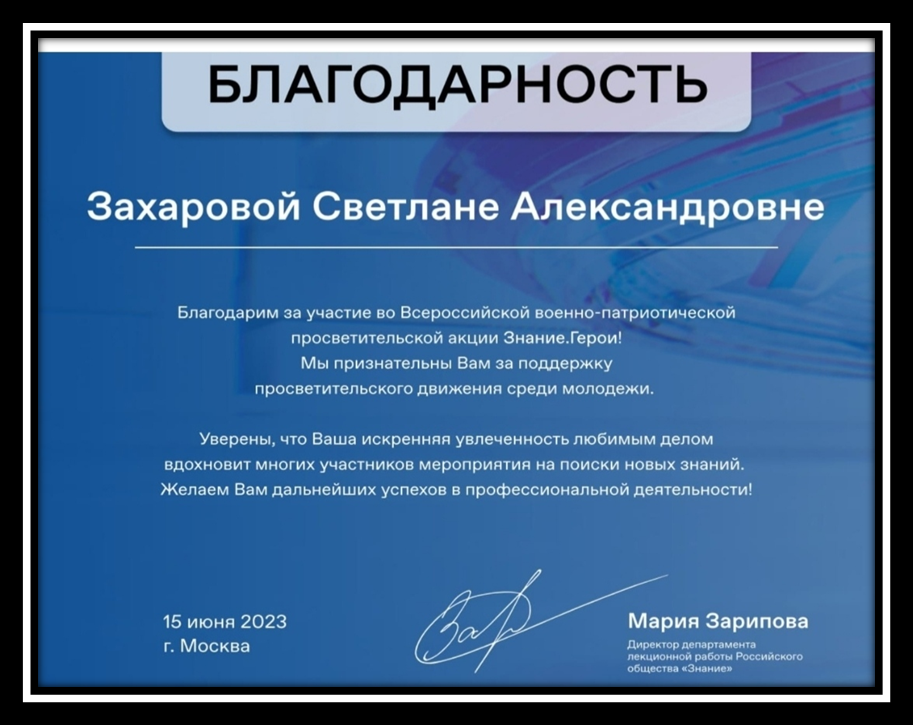 БЛАГОДАРНОСТЬ
Захаровой Светлане Александровне
Благодарим за участие во Всероссийской военно-патриотической
просветительской акции Знание.Герои!
Мы признательны Вам за поддержку
просветительского движения среди молодежи.
Уверены, что Ваша искренняя увлеченность любимым делом
вдохновит многих участников мероприятия на поиски новых знаний.
Желаем Вам дальнейших успехов в профессиональной деятельности!
15 июня 2023
г. Москва
Мария Зарипова
Директор департамента
лекционной работы Российского
общества «Знание»